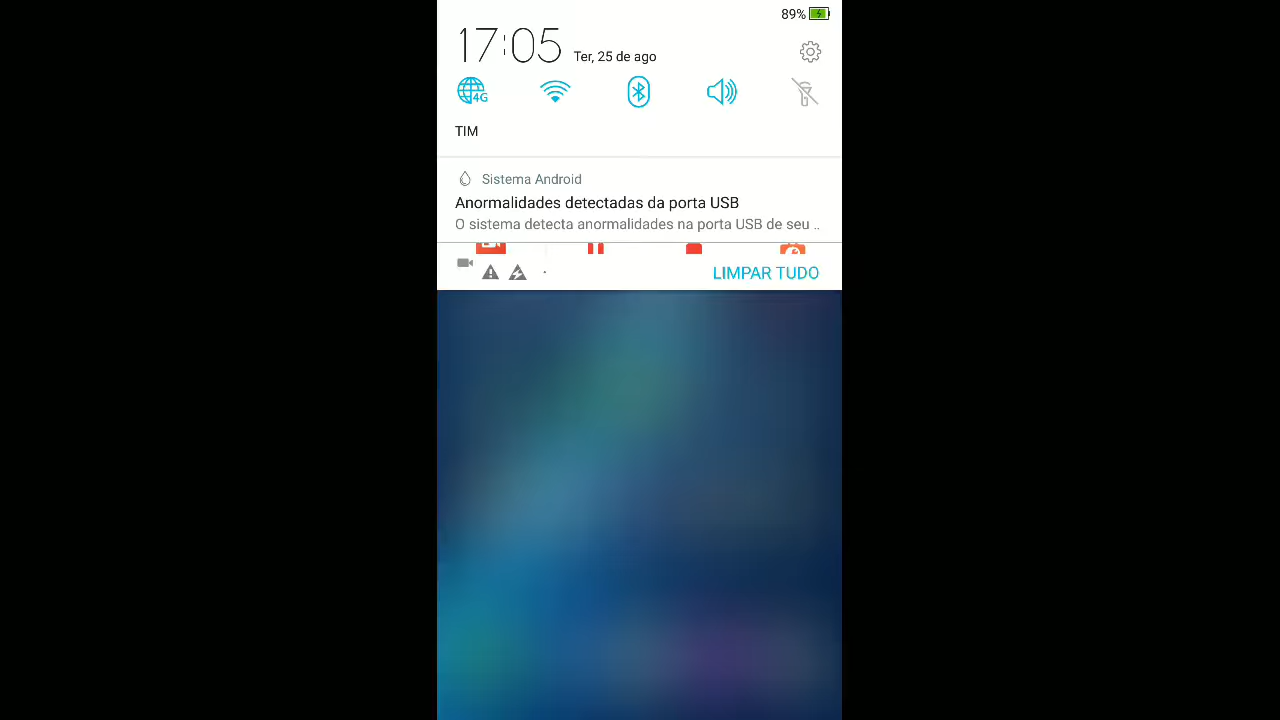 89%
17:05 Ter, 25 de ago
4G
TIM
Sistema Android
Anormalidades detectadas da porta USB
O sistema detecta anormalidades na porta USB de seu ..
LIMPAR TUDO